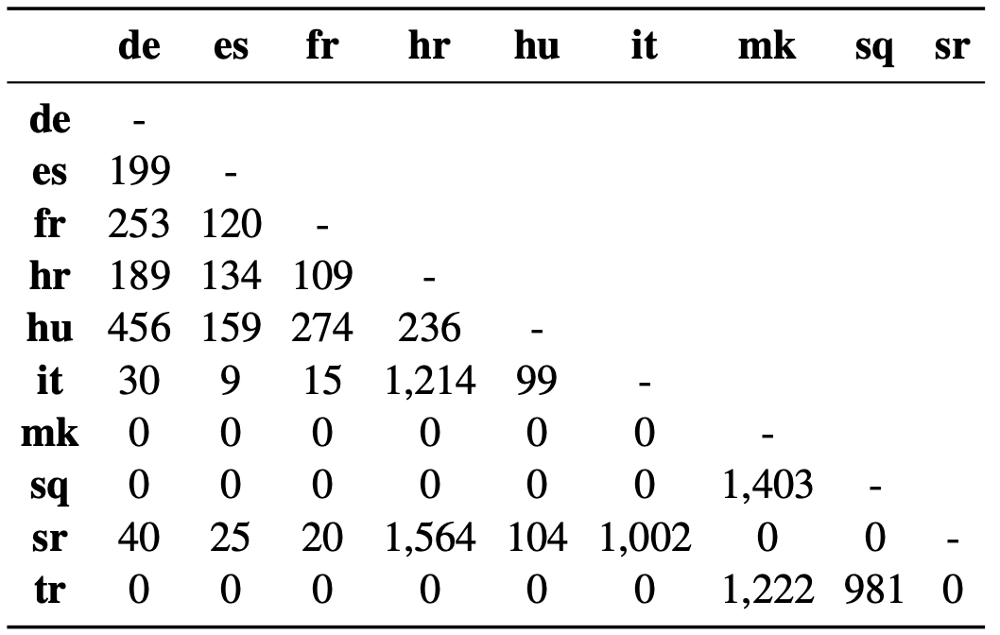 de es fr hr hu it mk sq sr
de -
es 199 -
fr 253 120 -
hr 189 134 109 -
hu 456 159 274 236 -
it 30 9 15 1,214 99 -
mk 0 0 0 0 0 0 -
sq 0 0 0 0 0 0 1,403 -
sr 40 25 20 1,564 104 1,002 0 0 -
tr 0 0 0 0 0 0 1,222 981 0